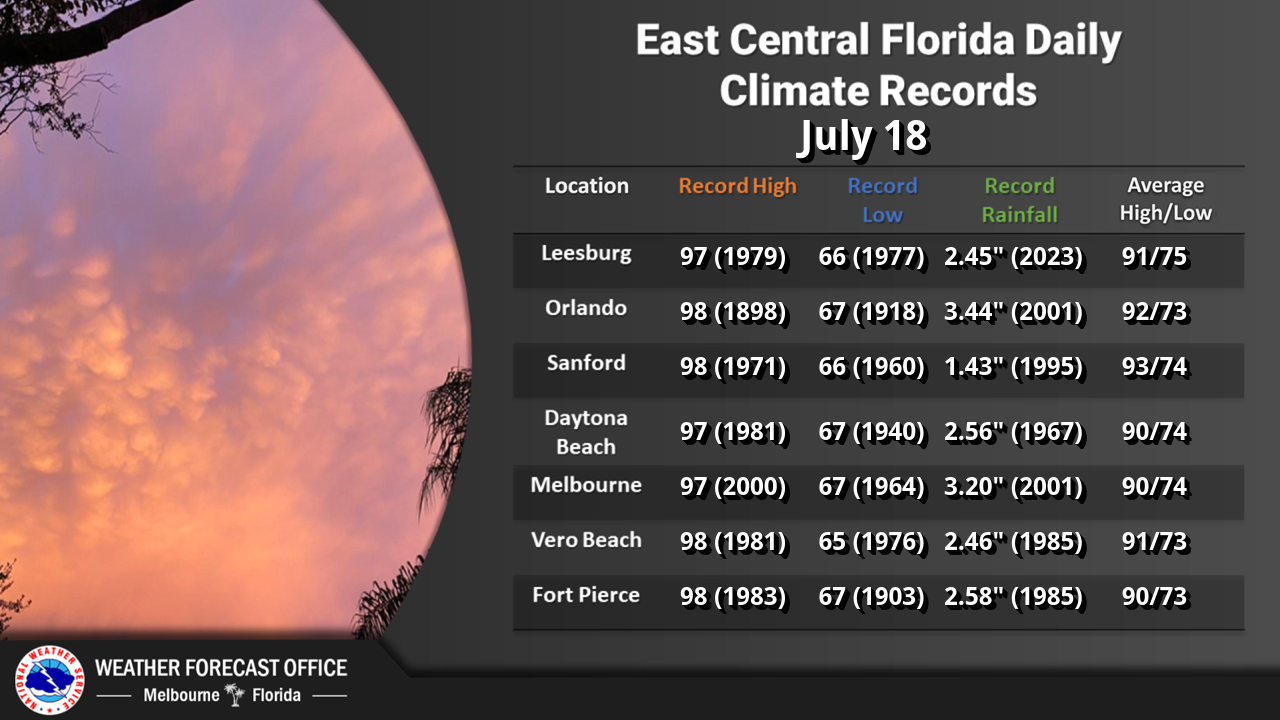 East Central Florida Daily
Climate Records
July 18
Location Record High Record Low Record Rainfall Average High/Low
Leesburg 97 (1979) 66 (1977) 2.45" (2023) 91/75
Orlando 98 (1898) 67 (1918) 3.44" (2001) 92/73
Sanford 98 (1971) 66 (1960) 1.43" (1995) 93/74
Daytona Beach 97 (1981) 67 (1940) 2.56" (1967) 90/74
Melbourne 97 (2000) 67 (1964) 3.20" (2001) 90/74
Vero Beach 98 (1981) 65 (1976) 2.46" (1985) 91/73
Fort Pierce 98 (1983) 67 (1903) 2.58" (1985) 90/73
NATIONAL WEATHER SERVICE
WEATHER FORECAST OFFICE
Melbourne Florida